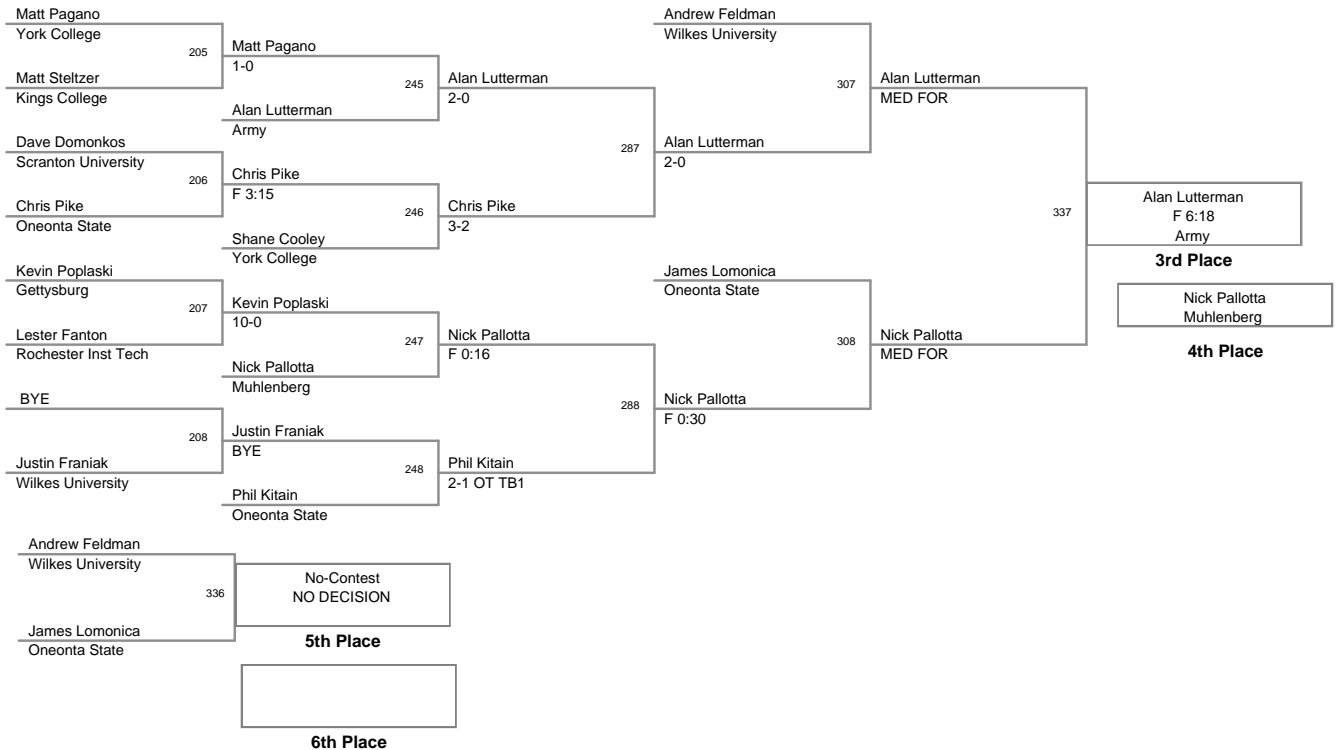 Matt Pagano
York College
205
Matt Steltzer
Kings College
Dave Domonkos
Scranton University
206
Chris Pike
Oneonta State
Kevin Poplaski
Gettysburg
207
Lester Fanton
Rochester Inst Tech
BYE
208
Justin Franiak
Wilkes University
Matt Pagano
1-0
245
Alan Lutterman
Army
Chris Pike
F 3:15
246
Shane Cooley
York College
Kevin Poplaski
10-0
247
Nick Pallotta
Muhlenberg
Justin Franiak
BYE
248
Phil Kitain
Oneonta State
Alan Lutterman
2-0
287
Chris Pike
3-2
Nick Pallotta
F 0:16
288
Phil Kitain
2-1 OT TB1
Andrew Feldman
Wilkes University
307
Alan Lutterman
2-0
James Lomonica
Oneonta State
308
Nick Pallotta
F 0:30
Alan Lutterman
MED FOR
337
Nick Pallotta
MED FOR
Alan Lutterman
F 6:18
Army
3rd Place
Nick Pallotta
Muhlenberg
4th Place
Andrew Feldman
Wilkes University
336
James Lomonica
Oneonta State
No-Contest
NO DECISION
5th Place
6th Place